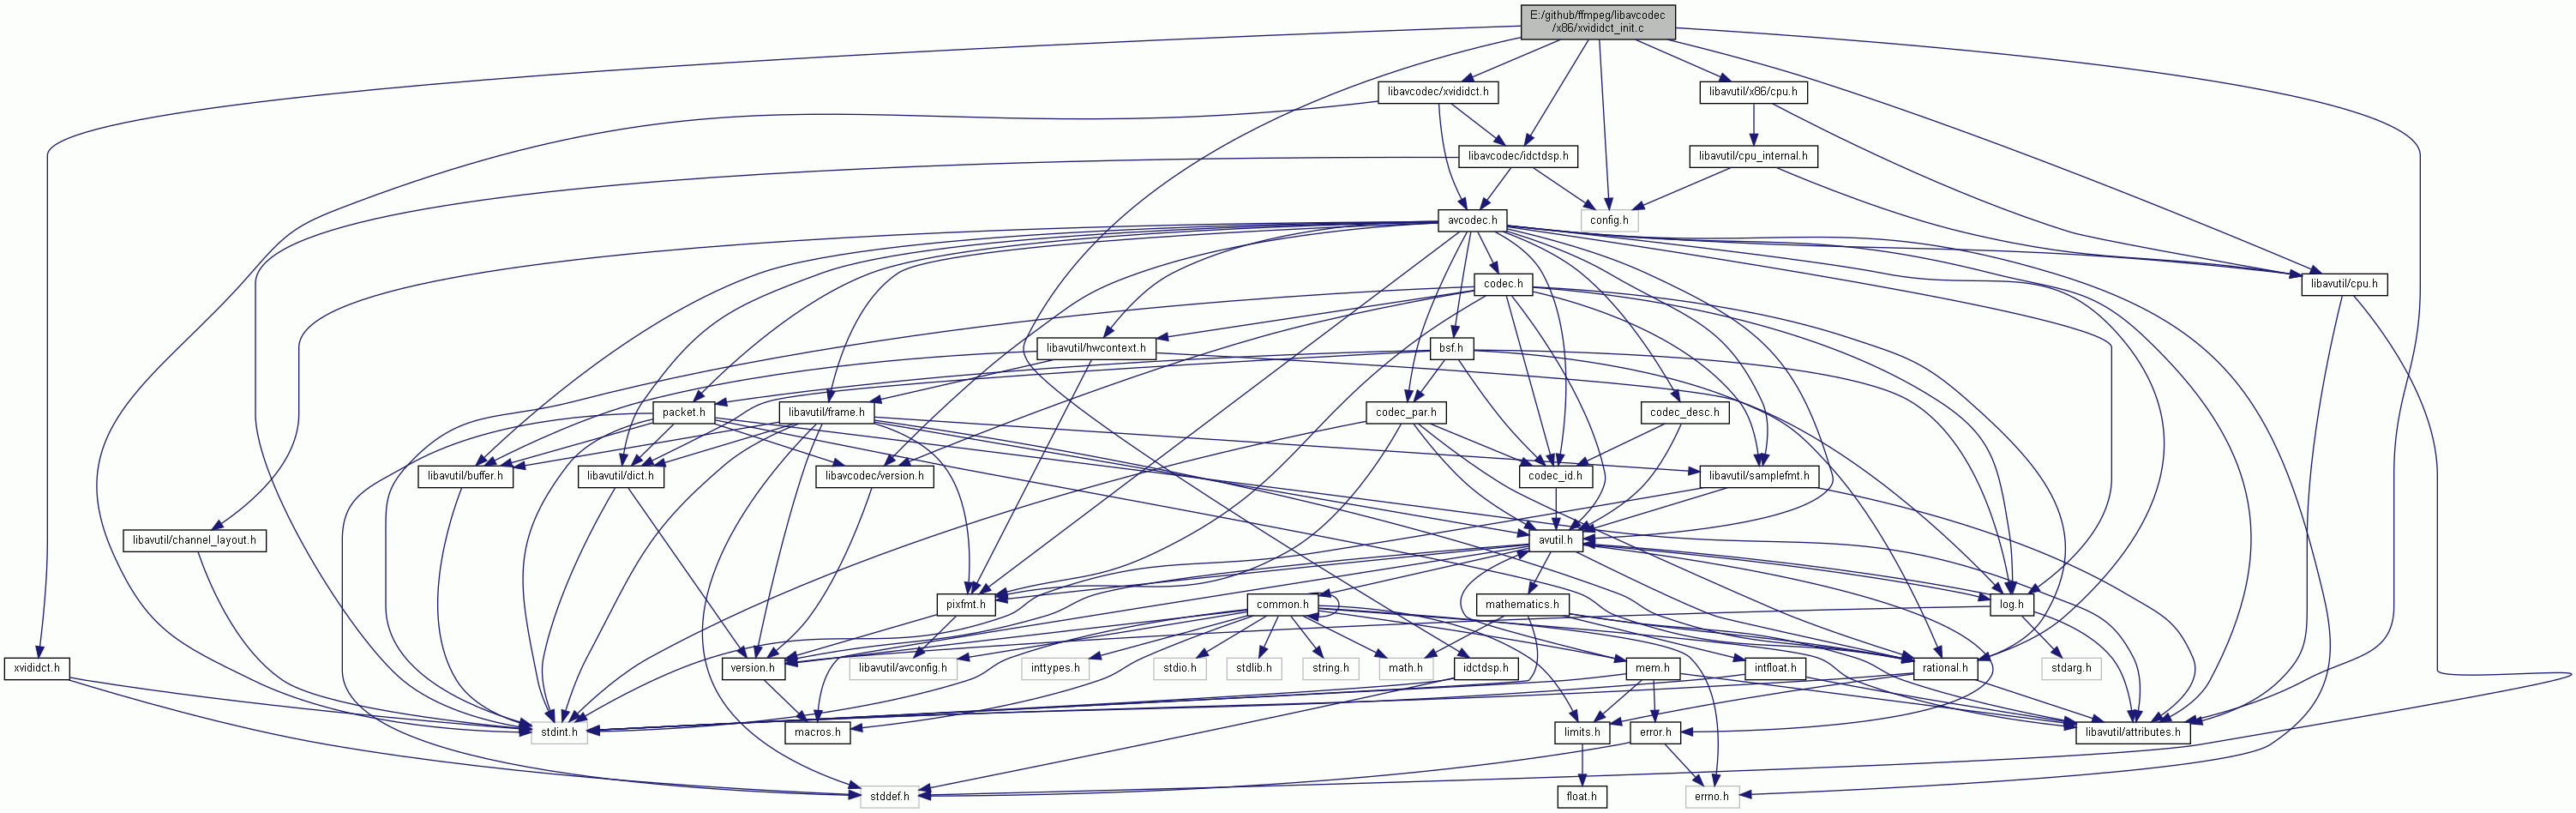 E:/github/ffmpeg/libavcodec
/x86/xvididct_init.c
libavcodec/xvididct.h
libavutil/x86/cpu.h
libavcodec/idctdsp.h
libavutil/cpu_internal.h
avcodec.h
config.h
codec.h
libavutil/cpu.h
libavutil/hwcontext.h
bsf.h
packet.h
libavutil/frame.h
codec_par.h
codec_desc.h
libavutil/buffer.h
libavutil/dict.h
libavcodec/version.h
codec_id.h
libavutil/samplefmt.h
libavutil/channel_layout.h
avutil.h
pixfmt.h
common.h
mathematics.h
log.h
xvididct.h
version.h
libavutil/avconfig.h
inttypes.h
stdio.h
stdlib.h
string.h
math.h
idctdsp.h
mem.h
intfloat.h
rational.h
stdarg.h
stdint.h
macros.h
limits.h
error.h
libavutil/attributes.h
stddef.h
float.h
errno.h